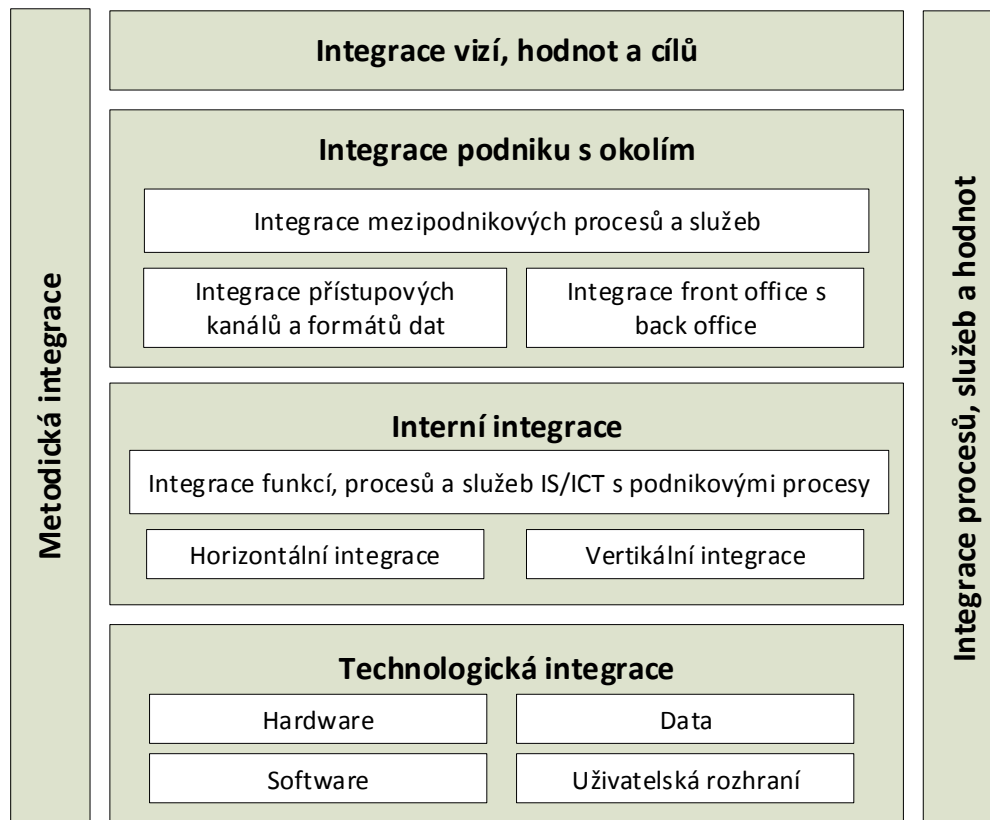 Metodická integrace
Integrace vizí, hodnot a cílů
Integrace podniku s okolím
Integrace mezipodnikových procesů a služeb
Integrace přístupových
kanálů a formátů dat
Integrace front office s
back office
Interní integrace
Integrace funkcí, procesů a služeb IS/ICT s podnikovými procesy
Horizontální integrace
Vertikální integrace
Technologická integrace
Hardware
Data
Software
Uživatelská rozhraní
Integrace procesů, služeb a hodnot